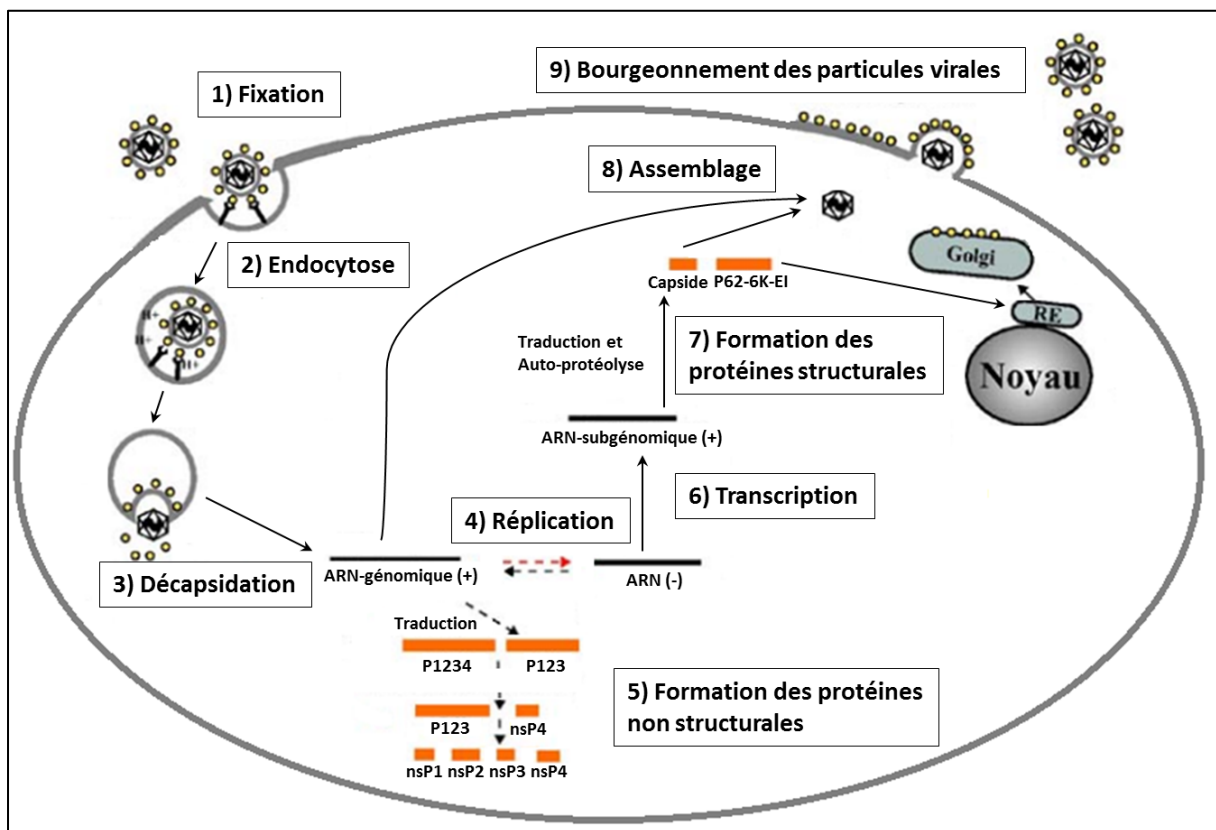 1) Fixation
9) Bourgeonnement des particules virales
8) Assemblage
2) Endocytose
Golgi
Capside P62-6K-EI
RE
H+
H+
H+
Traduction et
Auto-protéolyse
7) Formation des
protéines structurales
Noyau
ARN-subgénomique (+)
6) Transcription
4) Réplication
3) Décapsidation
ARN-génomique (+)
ARN (-)
Traduction
P1234 P123
5) Formation des protéines
non structurales
P123 nsP4
nsP1 nsP2 nsP3 nsP4